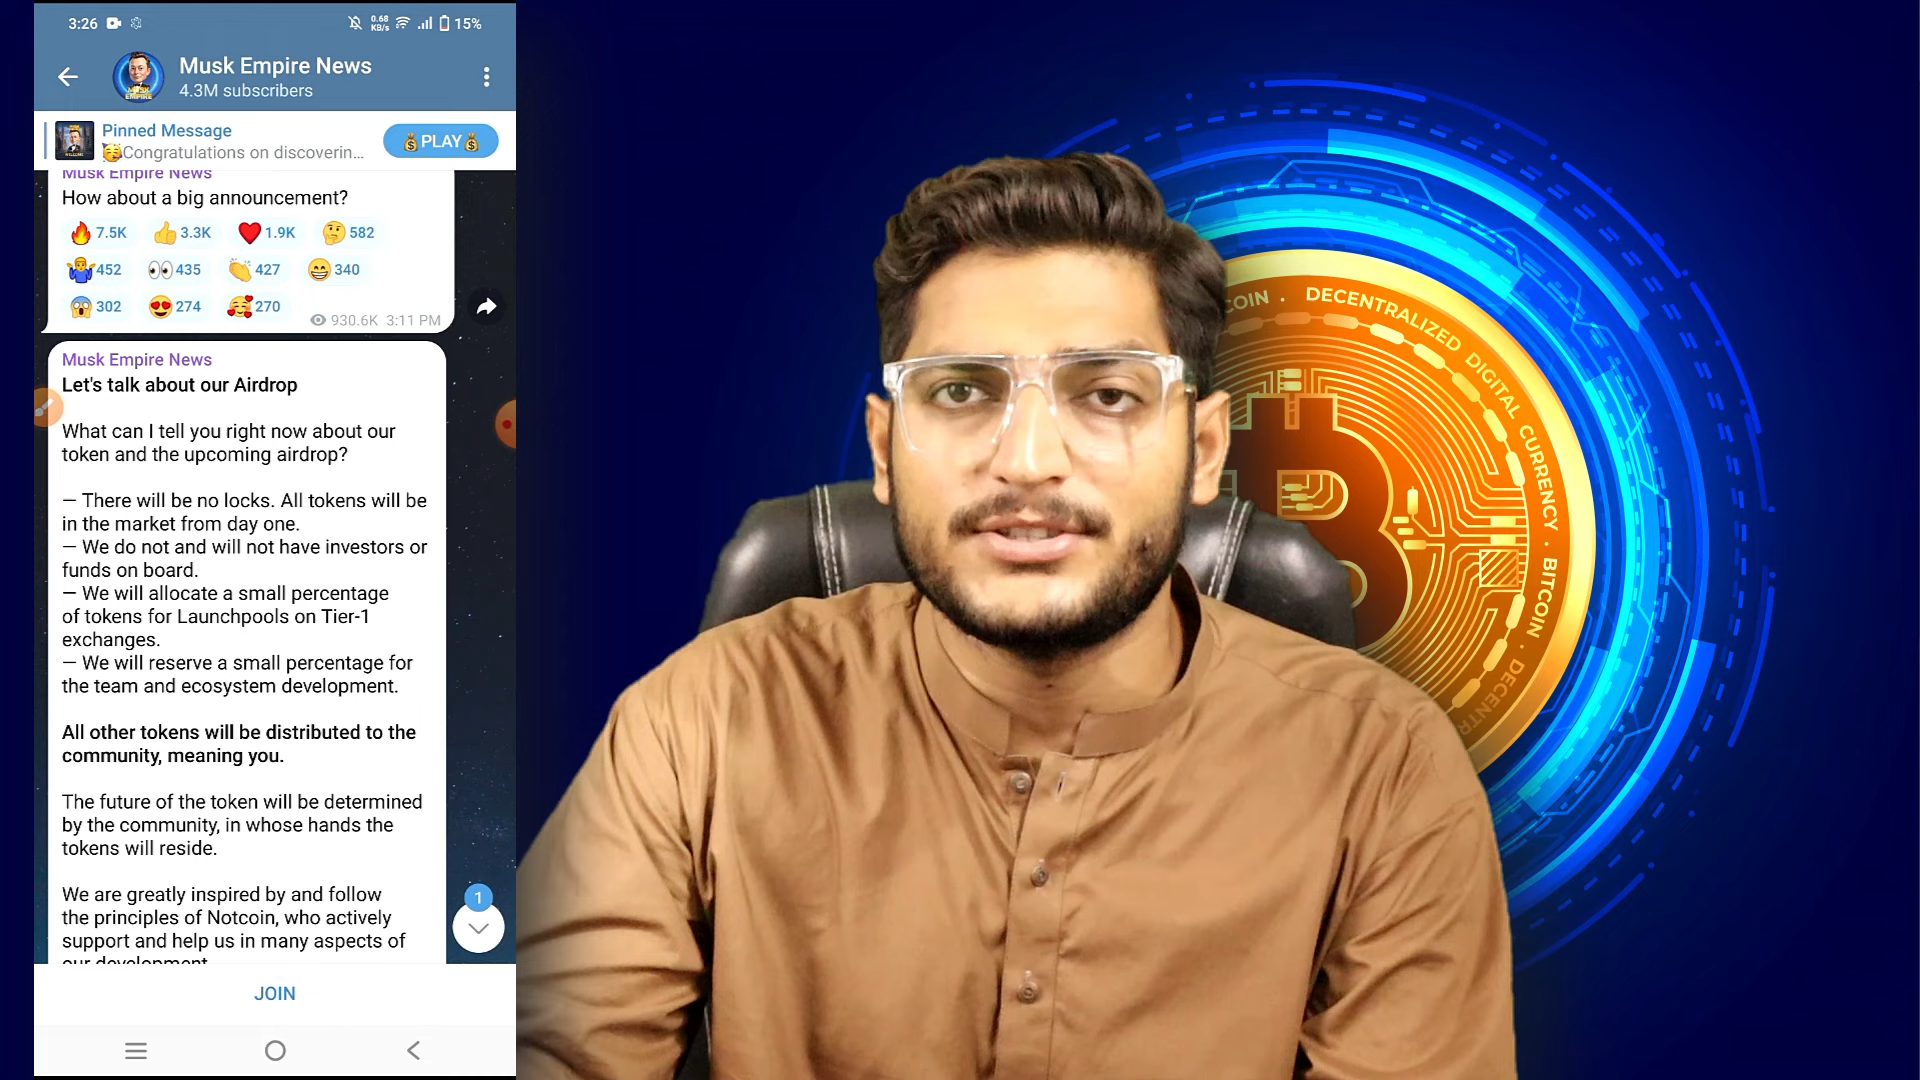 3:26
0.68
KB/s
15%
Musk Empire News
4.3M subscribers
Pinned Message
🥳Congratulations on discoverin...
💰PLAY💰
Musk Empire News
How about a big announcement?
🔥 7.5K 👍 3.3K ❤️ 1.9K 🤔 582
🤷‍♂️ 452 👀 435 👏 427 😁 340
😱 302 😍 274 🥰 270
930.6K 3:11 PM
Musk Empire News
Let's talk about our Airdrop
What can I tell you right now about our
token and the upcoming airdrop?
— There will be no locks. All tokens will be
in the market from day one.
— We do not and will not have investors or
funds on board.
— We will allocate a small percentage
of tokens for Launchpools on Tier-1
exchanges.
— We will reserve a small percentage for
the team and ecosystem development.
All other tokens will be distributed to the
community, meaning you.
The future of the token will be determined
by the community, in whose hands the
tokens will reside.
We are greatly inspired by and follow
the principles of Notcoin, who actively
support and help us in many aspects of
our development
1
JOIN
COIN . DECENTRALIZED DIGITAL CURRENCY . BITCOIN . DECENTR